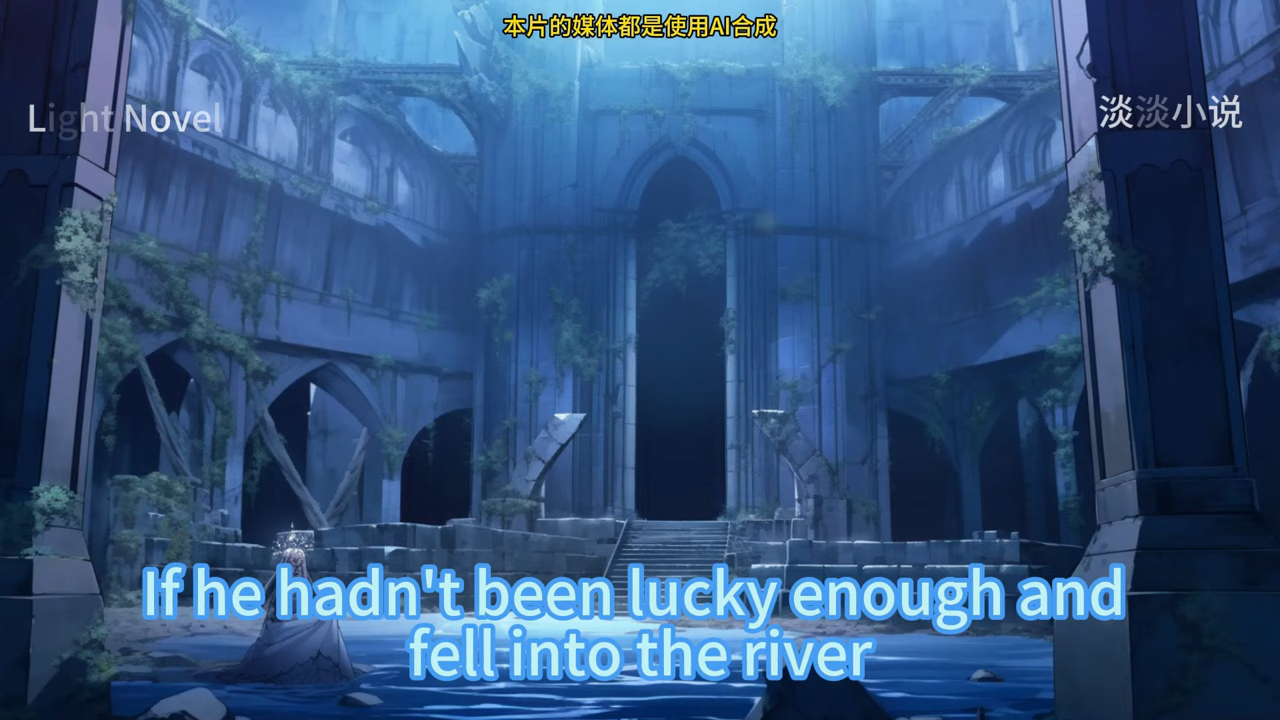 本片的媒体都是使用AI合成
Light Novel
淡淡小说
If he hadn't been lucky enough and
fell into the river